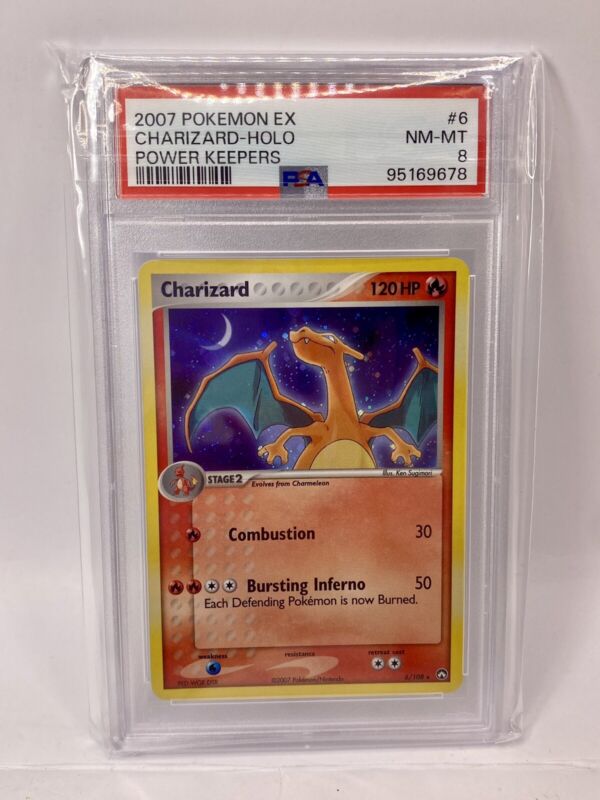 2007 POKEMON EX #6
CHARIZARD-HOLO NM-MT
POWER KEEPERS 8
PSA 95169678
Charizard 120 HP
Illus. Ken Sugimori
STAGE 2 Evolves from Charmeleon
Combustion 30
Bursting Inferno 50
Each Defending Pokémon is now Burned.
weakness resistance retreat cost
©2007 Pokémon/Nintendo 6/108 ★